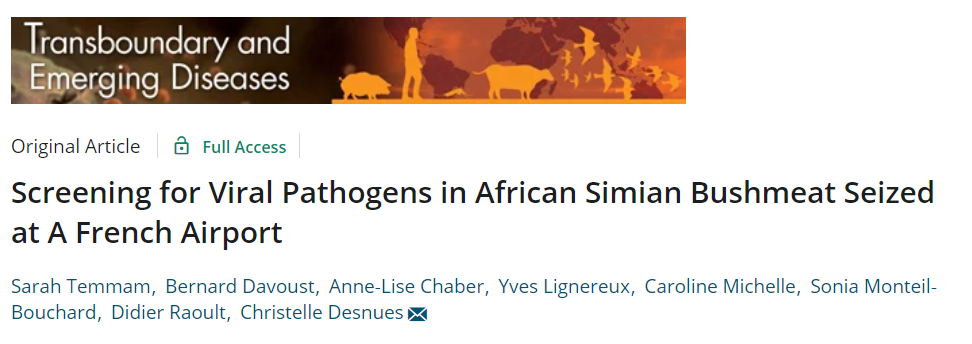 Transboundary and
Emerging Diseases
Original Article
Full Access
Screening for Viral Pathogens in African Simian Bushmeat Seized
at A French Airport
Sarah Temmam, Bernard Davoust, Anne-Lise Chaber, Yves Lignereux, Caroline Michelle, Sonia Monteil-
Bouchard, Didier Raoult, Christelle Desnues